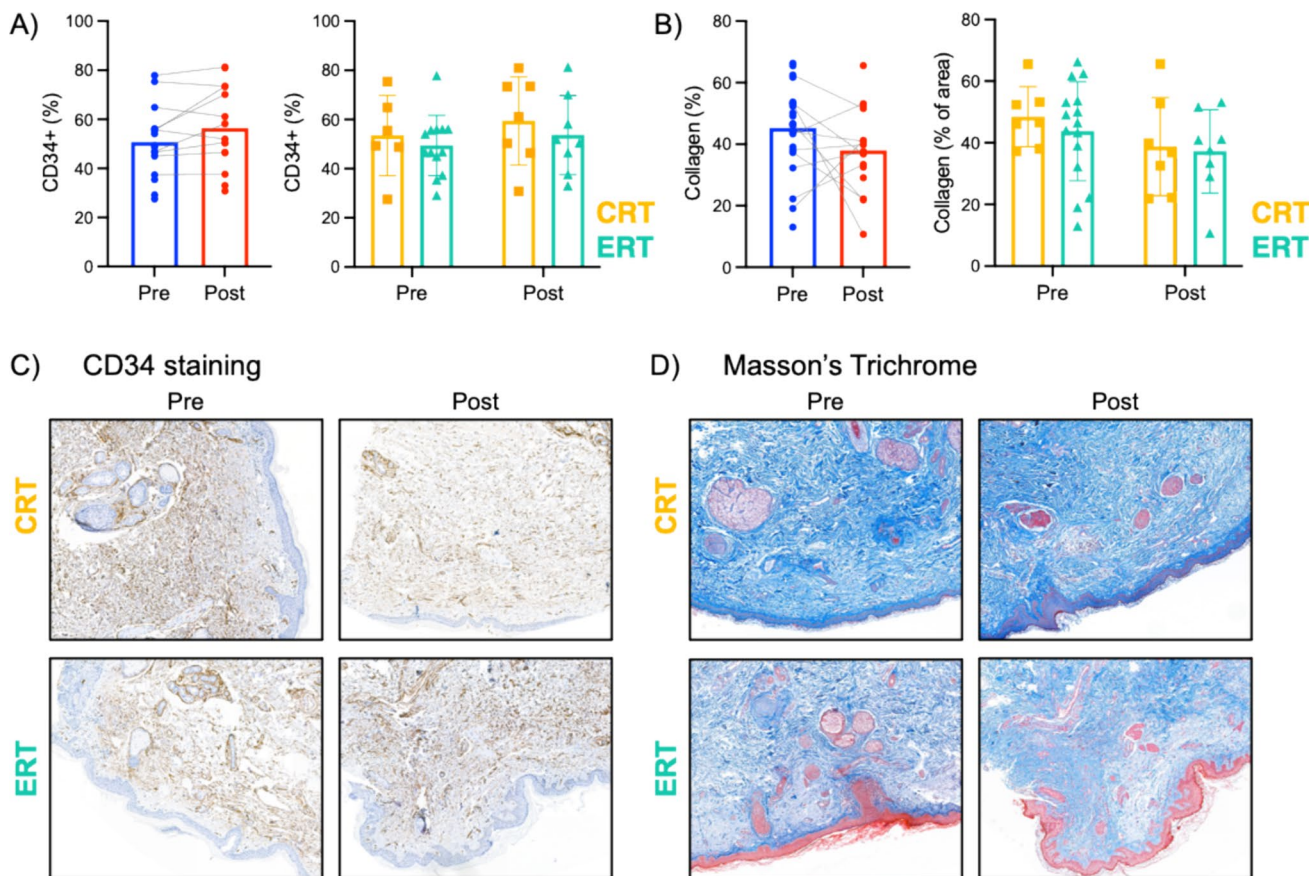 A)
CD34+ (%)
100
80
60
40
20
0
Pre
Post
CD34+ (%)
100
80
60
40
20
0
Pre
Post
CRT
ERT
B)
Collagen (%)
80
60
40
20
0
Pre
Post
Collagen (% of area)
80
60
40
20
0
Pre
Post
CRT
ERT
C) CD34 staining
Pre
Post
CRT
ERT
D) Masson's Trichrome
Pre
Post
CRT
ERT